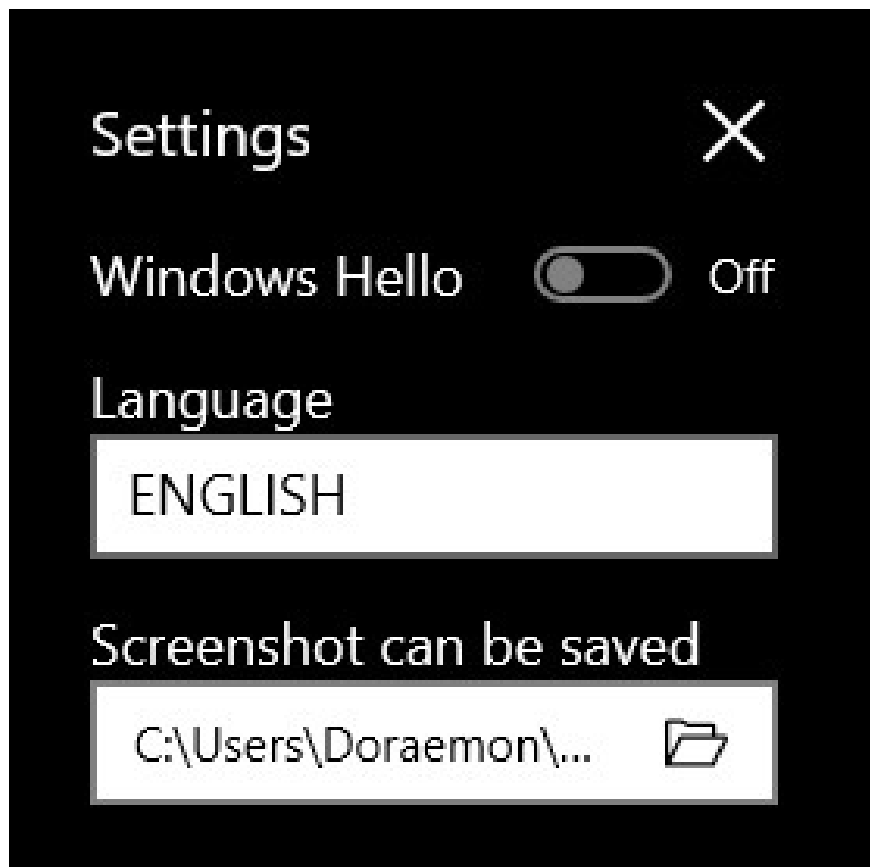 Settings
Windows Hello Off
Language
ENGLISH
Screenshot can be saved
C:\Users\Doraemon\...